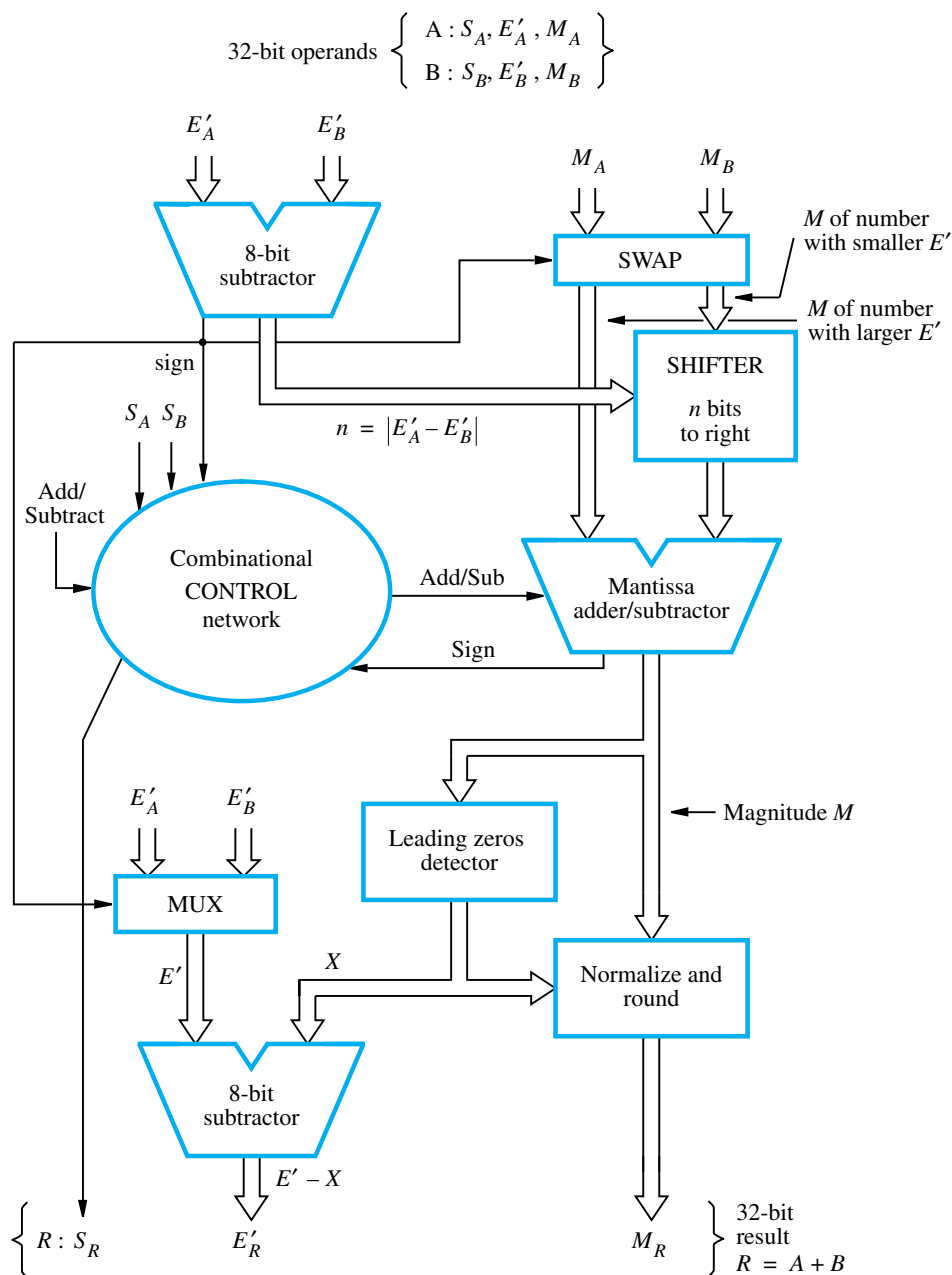 32-bit operands { A : S_A, E′_A , M_A
B : S_B, E′_B , M_B }
E′_A
E′_B
M_A
M_B
M of number
with smaller E′
8-bit
subtractor
SWAP
M of number
with larger E′
sign
SHIFTER
n bits
to right
S_A
S_B
n = |E′_A – E′_B|
Add/
Subtract
Combinational
CONTROL
network
Add/Sub
Mantissa
adder/subtractor
Sign
E′_A
E′_B
Leading zeros
detector
Magnitude M
MUX
E′
X
Normalize and
round
8-bit
subtractor
E′ – X
{ R : S_R
E′_R
M_R }
32-bit
result
R = A + B